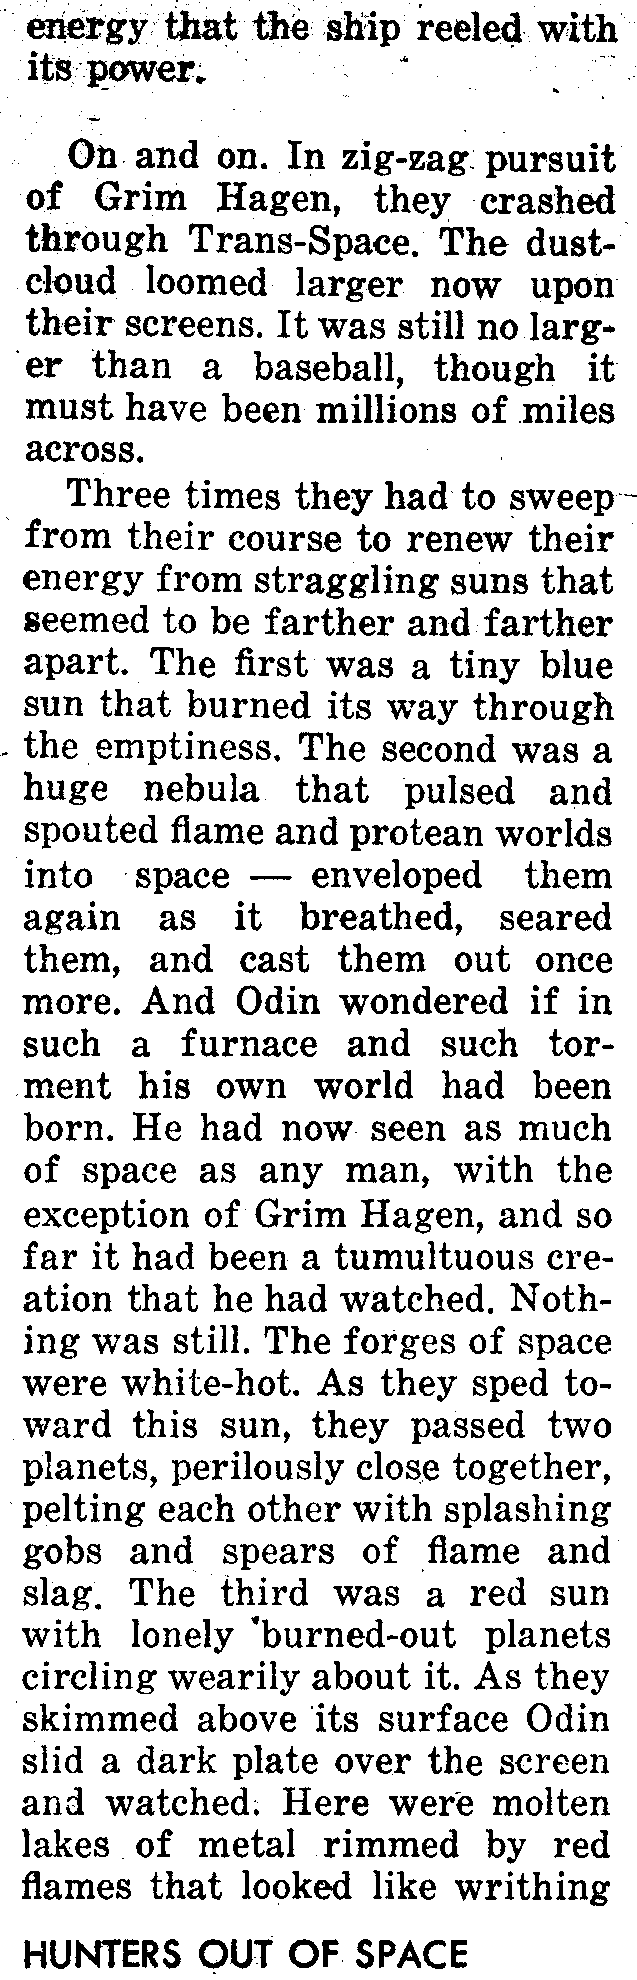 energy that the ship reeled with
its power.
On and on. In zig-zag pursuit
of Grim Hagen, they crashed
through Trans-Space. The dust-
cloud loomed larger now upon
their screens. It was still no larg-
er than a baseball, though it
must have been millions of miles
across.
Three times they had to sweep
from their course to renew their
energy from straggling suns that
seemed to be farther and farther
apart. The first was a tiny blue
sun that burned its way through
the emptiness. The second was a
huge nebula that pulsed and
spouted flame and protean worlds
into space — enveloped them
again as it breathed, seared
them, and cast them out once
more. And Odin wondered if in
such a furnace and such tor-
ment his own world had been
born. He had now seen as much
of space as any man, with the
exception of Grim Hagen, and so
far it had been a tumultuous cre-
ation that he had watched. Noth-
ing was still. The forges of space
were white-hot. As they sped to-
ward this sun, they passed two
planets, perilously close together,
pelting each other with splashing
gobs and spears of flame and
slag. The third was a red sun
with lonely burned-out planets
circling wearily about it. As they
skimmed above its surface Odin
slid a dark plate over the screen
and watched. Here were molten
lakes of metal rimmed by red
flames that looked like writhing
HUNTERS OUT OF SPACE